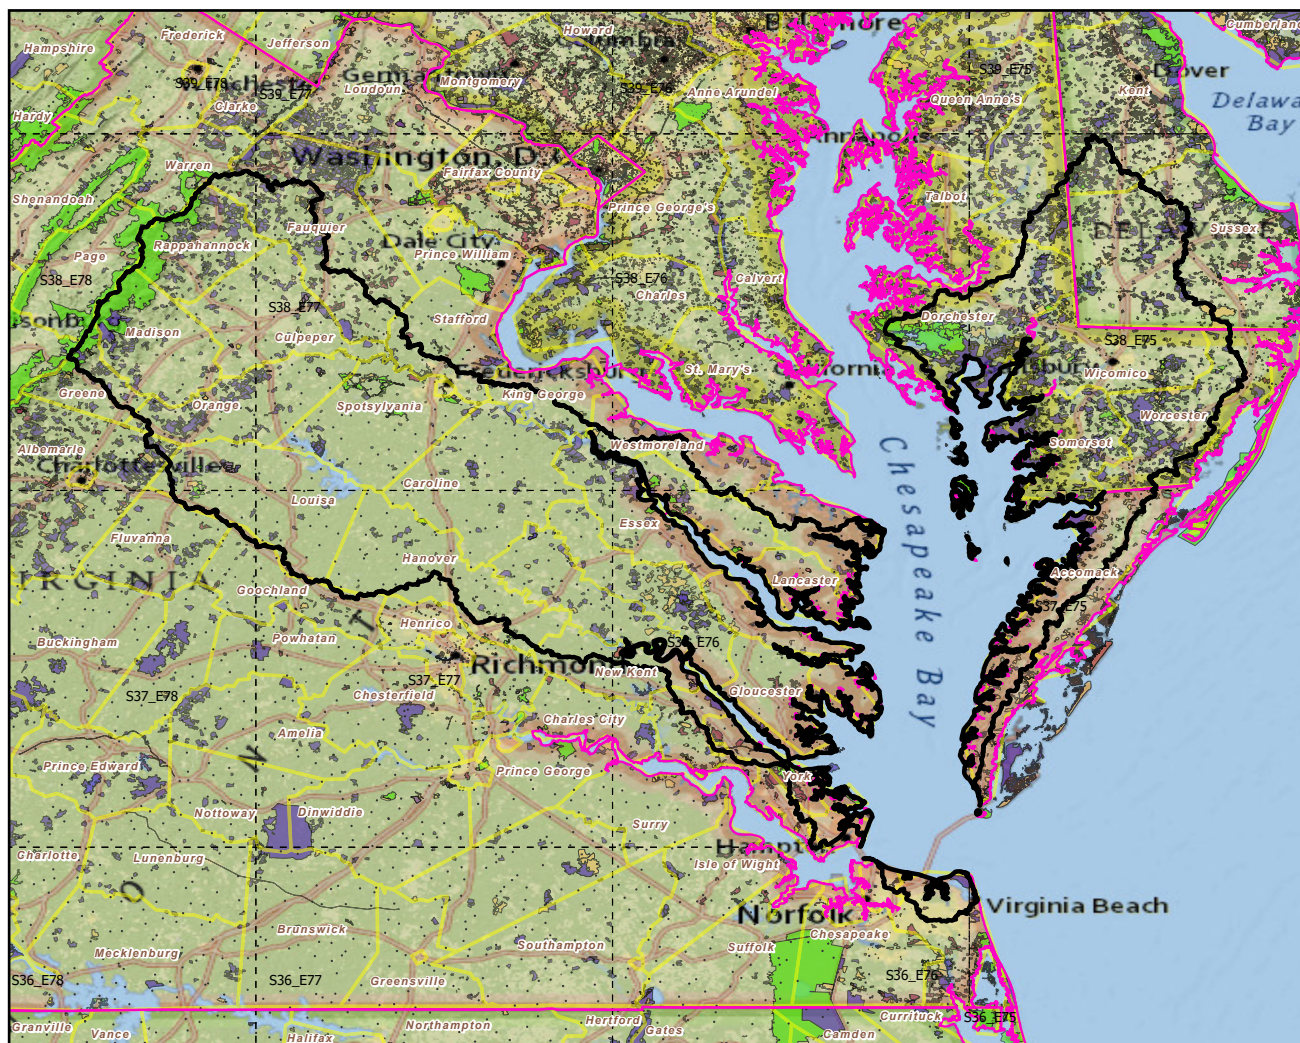 Hampshire
Frederick
Jefferson
Howard
Cumberland
S39_E78
S39_E77
Clarke
Loudoun
Montgomery
S39_E76
Anne Arundel
S39_E75
Queen Anne's
Kent
Dover
Delawa
Bay
Hardy
Warren
Washington, D.C.
Fairfax County
Shenandoah
Page
Rappahannock
Fauquier
Dale City
Prince William
Prince George's
Talbot
Sussex
S38_E78
S38_E77
S38_E76
Charles
Calvert
Madison
Culpeper
Stafford
Dorchester
S38_E75
Greene
Orange
Spotsylvania
King George
St. Mary's
Wicomico
Worcester
Albemarle
Westmoreland
Somerset
Louisa
Caroline
Essex
Chesapeake Bay
Fluvanna
Hanover
Goochland
Lancaster
Accomack
S37_E75
Buckingham
Powhatan
Henrico
Richmon
New Kent
S37_E78
S37_E77
Chesterfield
Gloucester
Charles City
Amelia
Prince Edward
Prince George
York
Nottoway
Dinwiddie
Surry
Charlotte
Lunenburg
Isle of Wight
Norfolk
Virginia Beach
Mecklenburg
Brunswick
Southampton
Suffolk
Chesapeake
S36_E78
S36_E77
Greensville
S36_E76
Granville
Vance
Halifax
Northampton
Hertford
Gates
Camden
Currituck
S36_E75